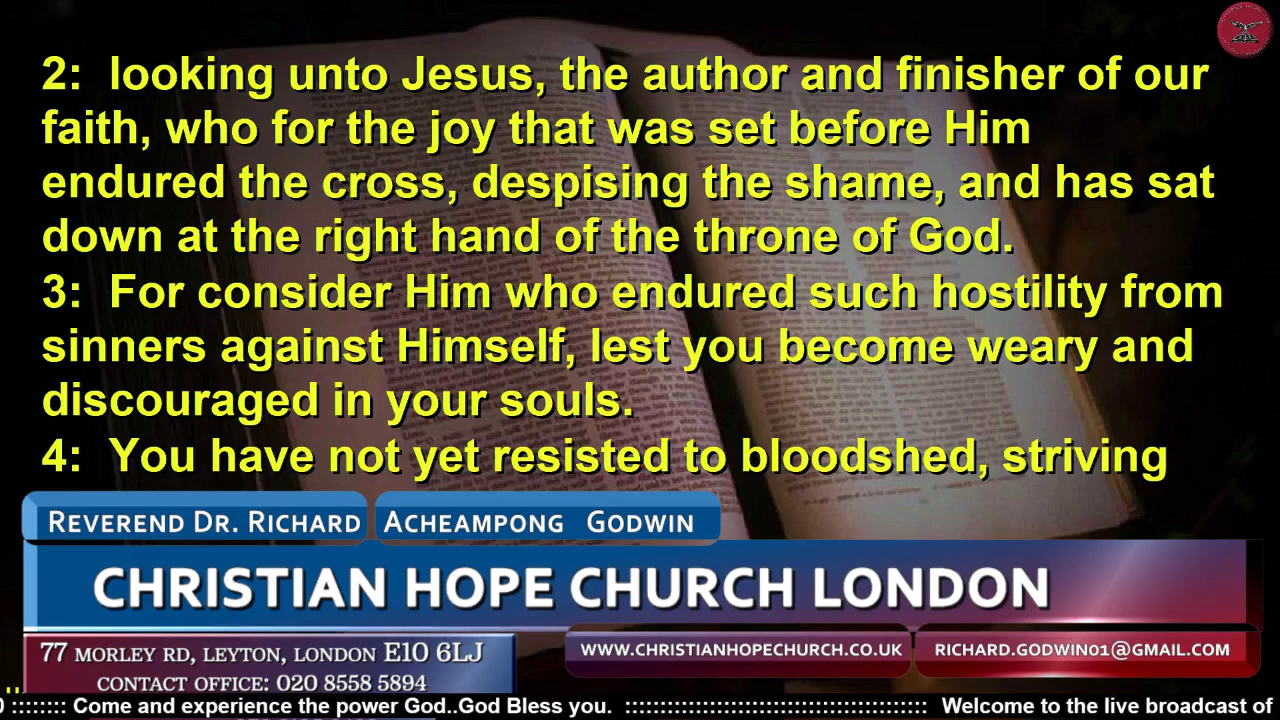 2: looking unto Jesus, the author and finisher of our
faith, who for the joy that was set before Him
endured the cross, despising the shame, and has sat
down at the right hand of the throne of God.
3: For consider Him who endured such hostility from
sinners against Himself, lest you become weary and
discouraged in your souls.
4: You have not yet resisted to bloodshed, striving
REVEREND DR. RICHARD ACHEAMPONG GODWIN
CHRISTIAN HOPE CHURCH LONDON
77 MORLEY RD, LEYTON, LONDON E10 6LJ
CONTACT OFFICE: 020 8558 5894
WWW.CHRISTIANHOPECHURCH.CO.UK
RICHARD.GODWIN01@GMAIL.COM
:::::::: Come and experience the power God..God Bless you. :::::::::::::::::::::::::::::::::::::::::: Welcome to the live broadcast of